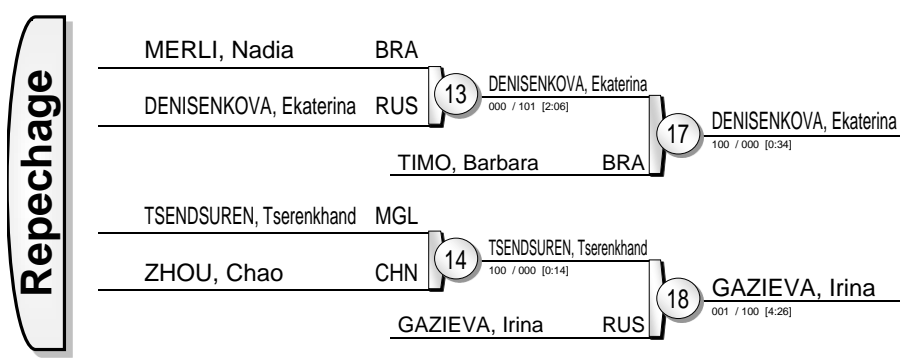 Repechage
MERLI, Nadia BRA
DENISENKOVA, Ekaterina RUS
13
DENISENKOVA, Ekaterina
000 / 101 [2:06]
TIMO, Barbara BRA
17
DENISENKOVA, Ekaterina
100 / 000 [0:34]
TSENDSUREN, Tserenkhand MGL
ZHOU, Chao CHN
14
TSENDSUREN, Tserenkhand
100 / 000 [0:14]
GAZIEVA, Irina RUS
18
GAZIEVA, Irina
001 / 100 [4:26]